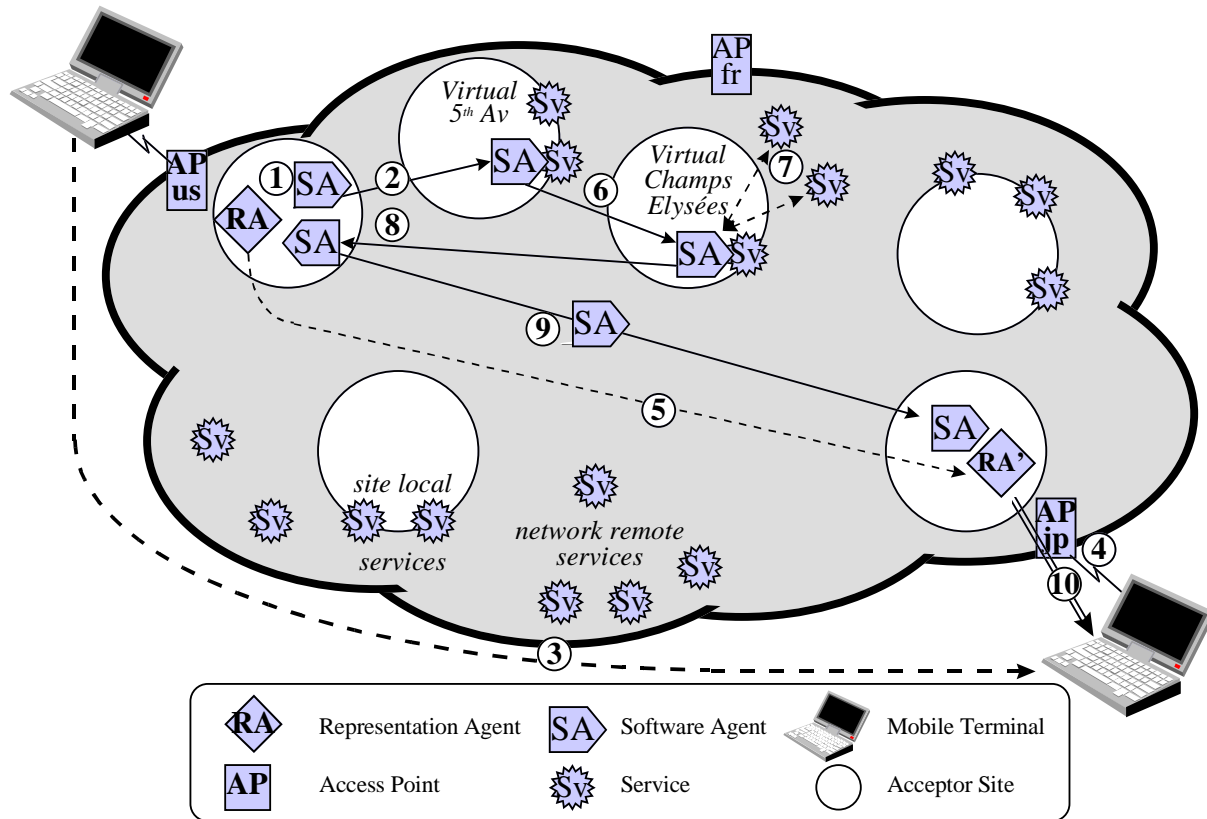 AP
fr
Virtual
5th Av
Sv
Sv
SA
AP
us
1
SA
2
RA
SA
8
6
Virtual
Champs
Elysées
SA
Sv
Sv
7
Sv
Sv
Sv
Sv
9
SA
5
SA
RA'
Sv
Sv
site local
Sv
Sv
services
Sv
network remote
services
Sv
Sv
Sv
AP
jp
4
10
3
RA
Representation Agent
SA
Software Agent
Mobile Terminal
AP
Access Point
Sv
Service
Acceptor Site